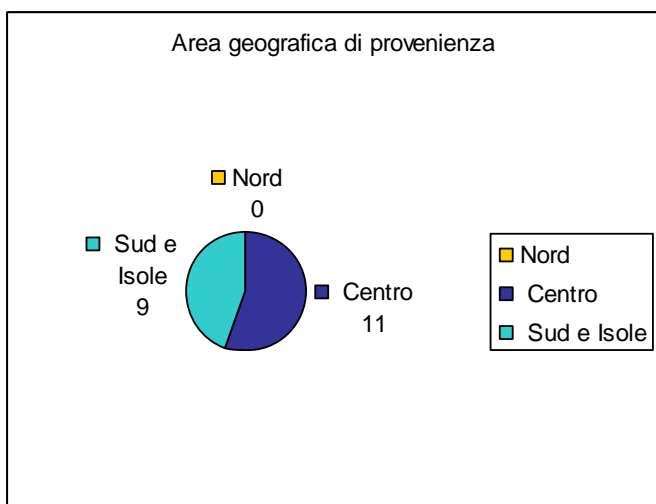 Area geografica di provenienza
Nord
0
Sud e
Isole
9
Centro
11
Nord
Centro
Sud e Isole